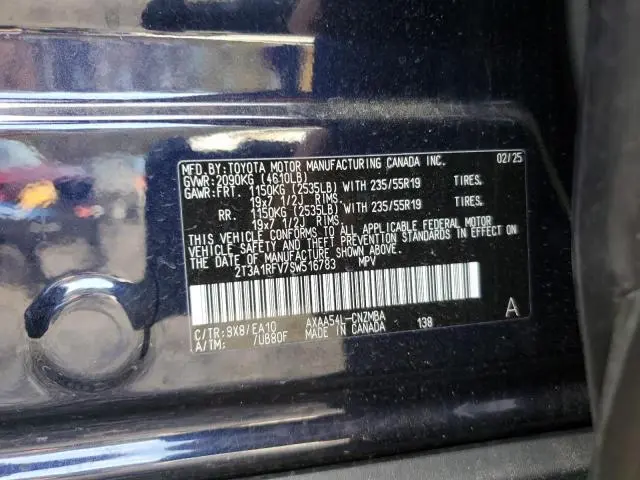 MFD.BY:TOYOTA MOTOR MANUFACTURING CANADA INC. 02/25
GVWR:2090KG (4610LB)
GAWR:FRT 1150KG (2535LB) WITH 235/55R19 TIRES.
19x7 1/2J RIMS.
RR. 1150KG (2535LB) WITH 235/55R19 TIRES.
19x7 1/2J RIMS.
THIS VEHICLE CONFORMS TO ALL APPLICABLE FEDERAL MOTOR
VEHICLE SAFETY AND THEFT PREVENTION STANDARDS IN EFFECT
ON THE DATE OF MANUFACTURE SHOWN ABOVE.
2T3A1RFV7SW516783 MPV
C/TR:9X8/EA10 AXAA54L-CNZMBA A
A/TM: 7UB80F MADE IN CANADA 138